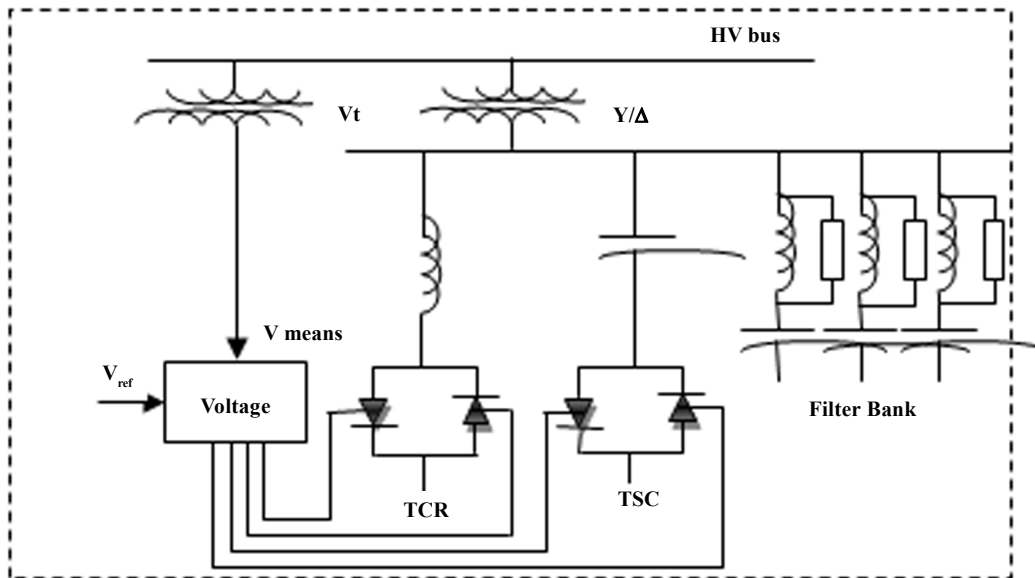 HV bus
Vt
Y/Δ
V means
Vref
Voltage
Filter Bank
TCR
TSC